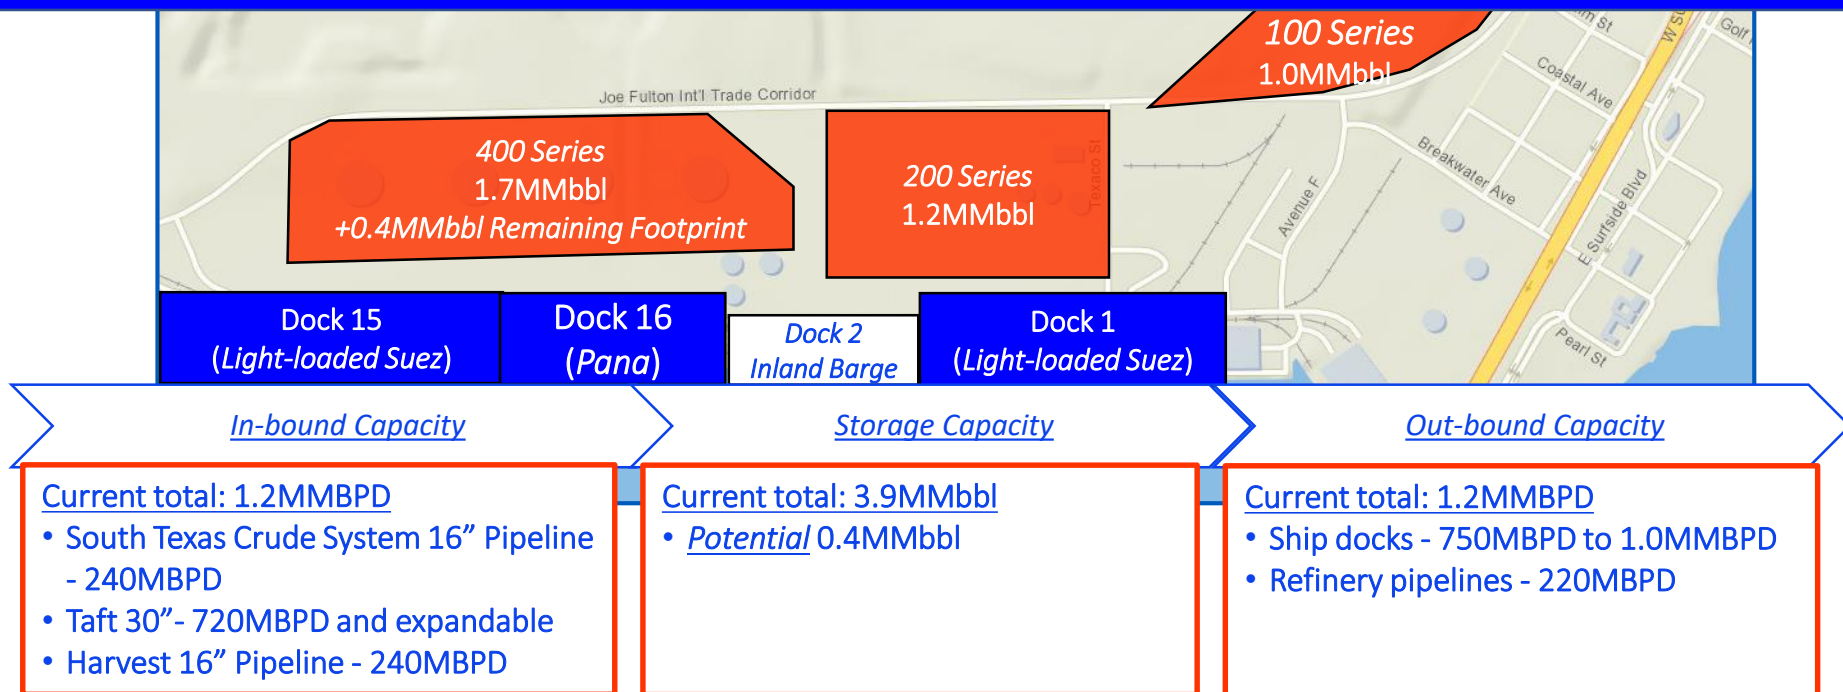 100 Series
1.0MMbbl
Joe Fulton Int'l Trade Corridor
400 Series
1.7MMbbl
+0.4MMbbl Remaining Footprint
200 Series
1.2MMbbl
Texaco St
Avenue F
Coastal Ave
Breakwater Ave
E Surfside Blvd
Pearl St
Dock 15
(Light-loaded Suez)
Dock 16
(Pana)
Dock 2
Inland Barge
Dock 1
(Light-loaded Suez)
In-bound Capacity
Storage Capacity
Out-bound Capacity
Current total: 1.2MMBPD
• South Texas Crude System 16” Pipeline
- 240MBPD
• Taft 30”- 720MBPD and expandable
• Harvest 16” Pipeline - 240MBPD
Current total: 3.9MMbbl
• Potential 0.4MMbbl
Current total: 1.2MMBPD
• Ship docks - 750MBPD to 1.0MMBPD
• Refinery pipelines - 220MBPD